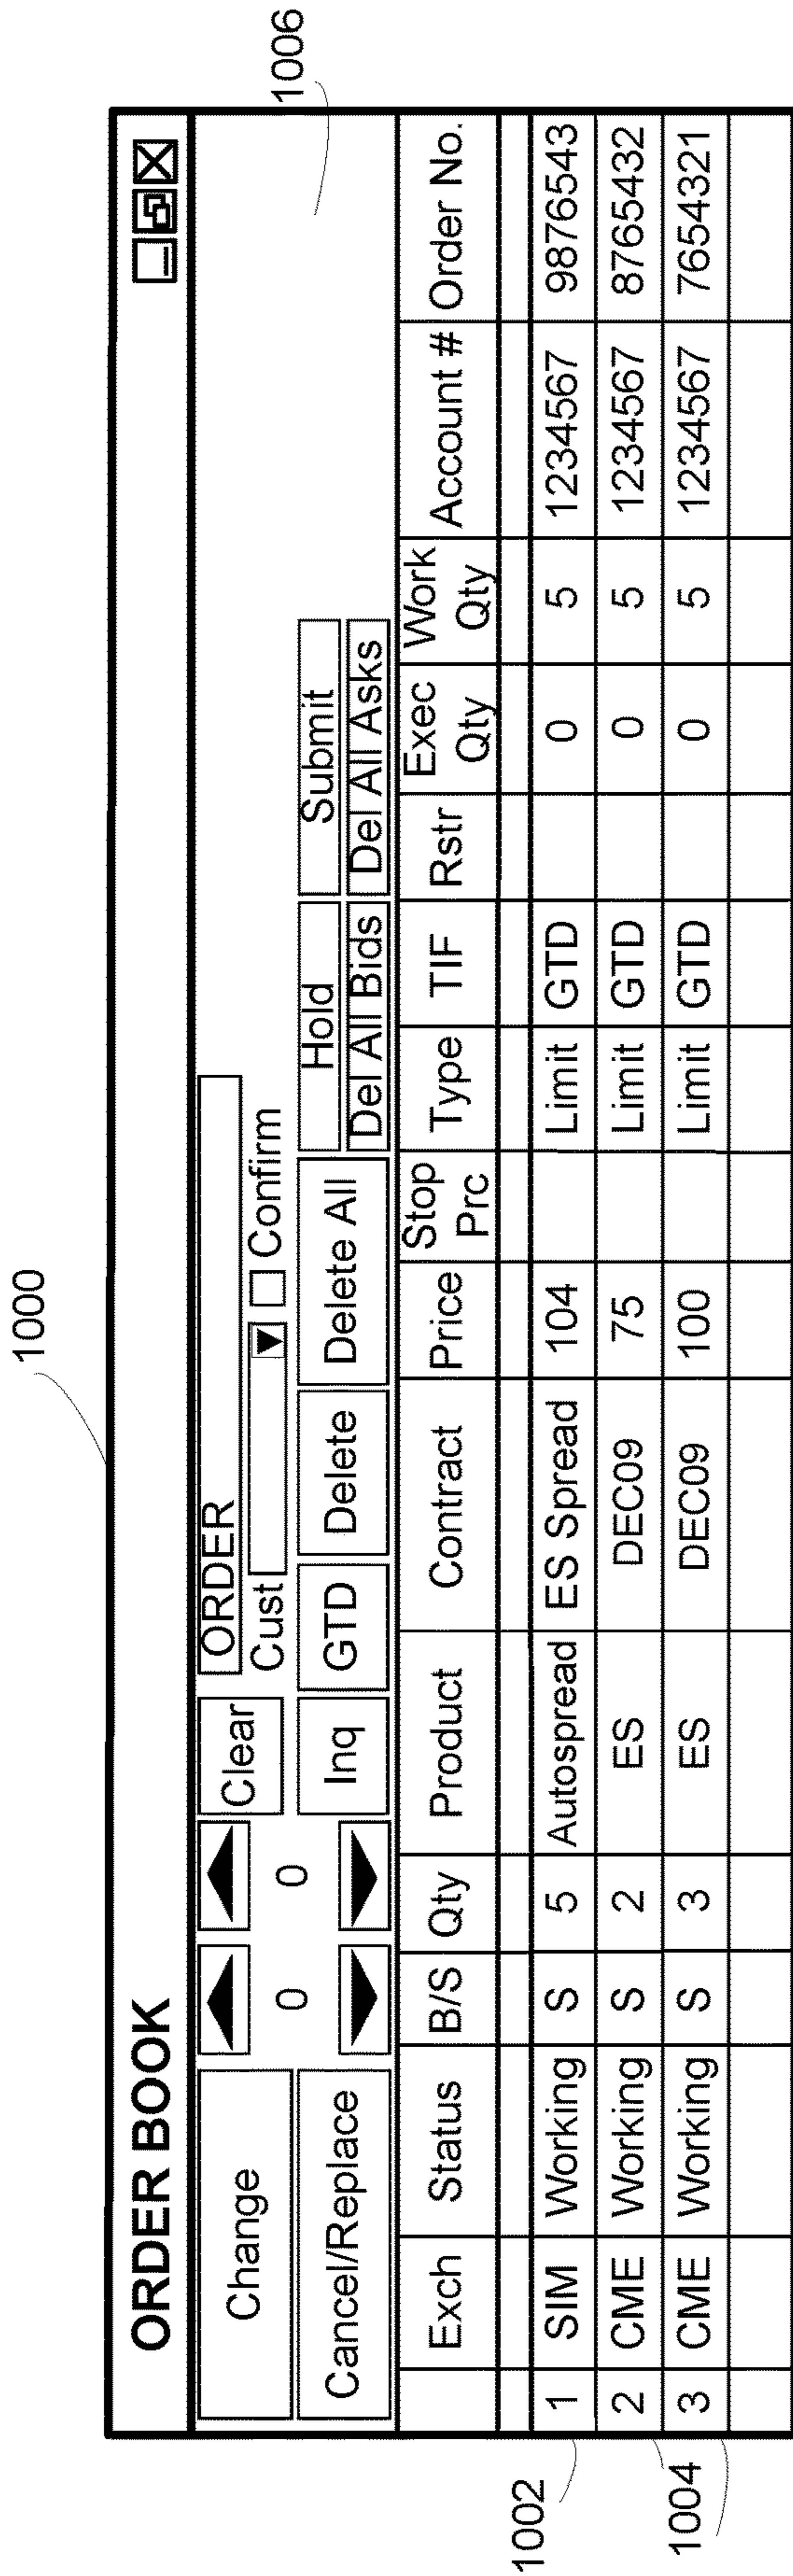 1000
1006
ORDER BOOK
Change
0
0
Clear
ORDER
Cust
Confirm
Cancel/Replace
Inq
GTD
Delete
Delete All
Hold
Submit
Del All Bids
Del All Asks
Exch Status B/S Qty Product Contract Price Stop Prc Type TIF Rstr Exec Qty Work Qty Account # Order No.
1 SIM Working S 5 Autospread ES Spread 104 Limit GTD 0 5 1234567 9876543
2 CME Working S 2 ES DEC09 75 Limit GTD 0 5 1234567 8765432
3 CME Working S 3 ES DEC09 100 Limit GTD 0 5 1234567 7654321
1002
1004